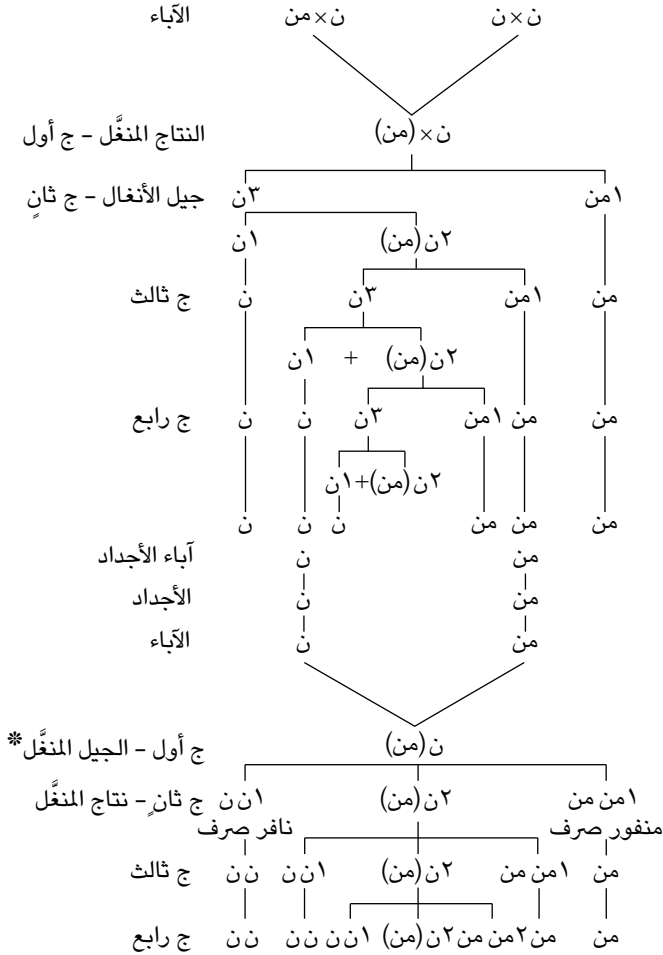 الآباء ن×من ن×ن
النتاج المنغَّل – ج أول ن×(من)
جيل الأنغال – ج ثانٍ ٣ن ١من
١ن ٢ن(من)
ج ثالث ن ٣ن ١من من
١ن + ٢ن(من)
ج رابع ن ن ٣ن ١من من من
١ن+٢ن(من)
ن ن ن من من من
آباء الأجداد ن من
الأجداد ن من
الآباء ن من
ج أول – الجيل المنغَّل* ن(من)
ج ثانٍ – نتاج المنغَّل ١ن ن ٢ن(من) ١من من
نافر صرف منفور صرف
ج ثالث ن ن ١ن ن ٢ن(من) ١من من من
ج رابع ن ن ن ن ١ن ن ٢ن(من) ٢من من من من